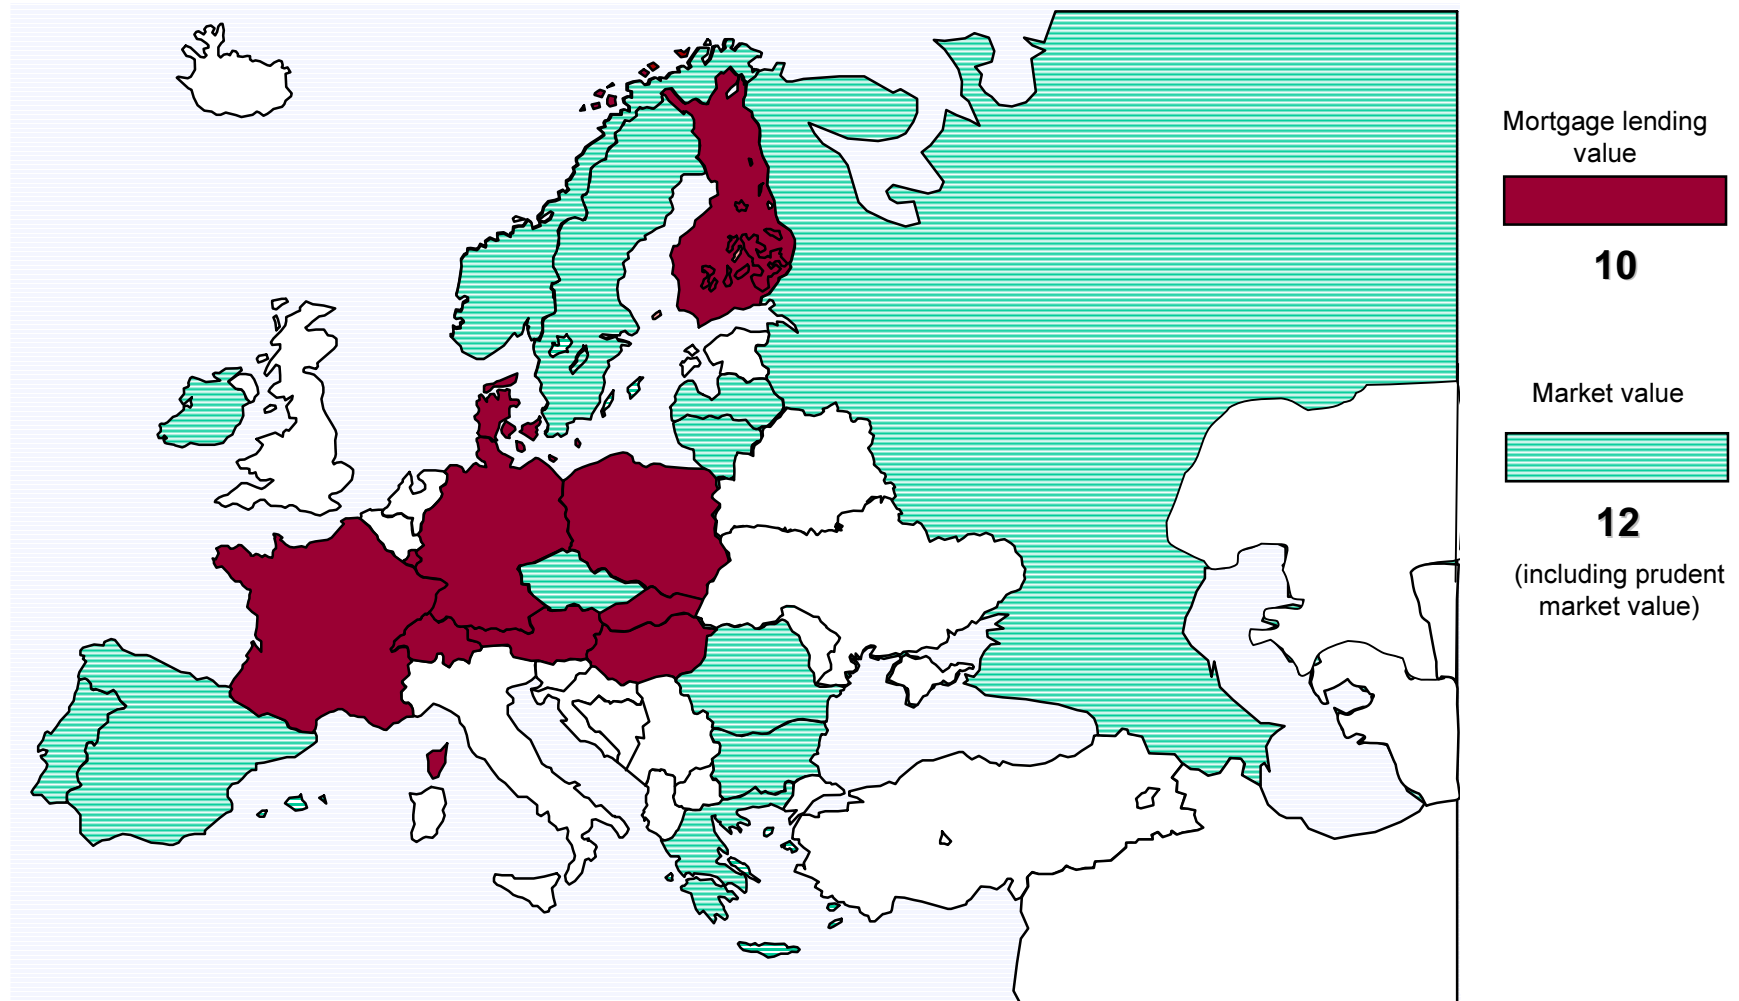 Mortgage lending
value
10
Market value
12
(including prudent
market value)